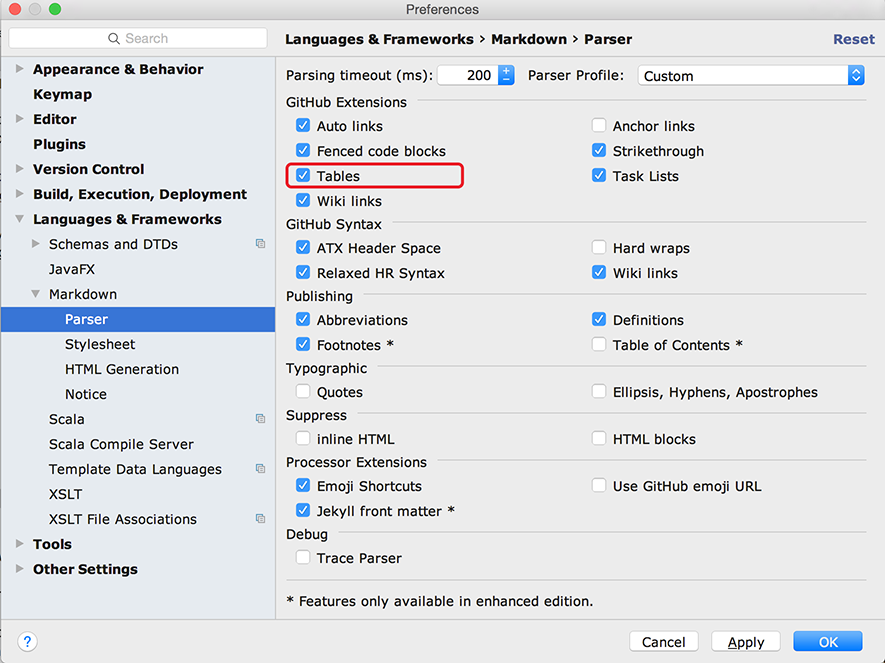 Preferences
Search
Languages & Frameworks › Markdown › Parser
Reset
Appearance & Behavior
Keymap
Editor
Plugins
Version Control
Build, Execution, Deployment
Languages & Frameworks
Schemas and DTDs
JavaFX
Markdown
Parser
Stylesheet
HTML Generation
Notice
Scala
Scala Compile Server
Template Data Languages
XSLT
XSLT File Associations
Tools
Other Settings
Parsing timeout (ms): 200 Parser Profile: Custom
GitHub Extensions
Auto links Anchor links
Fenced code blocks Strikethrough
Tables Task Lists
Wiki links
GitHub Syntax
ATX Header Space Hard wraps
Relaxed HR Syntax Wiki links
Publishing
Abbreviations Definitions
Footnotes * Table of Contents *
Typographic
Quotes Ellipsis, Hyphens, Apostrophes
Suppress
inline HTML HTML blocks
Processor Extensions
Emoji Shortcuts Use GitHub emoji URL
Jekyll front matter *
Debug
Trace Parser
* Features only available in enhanced edition.
? Cancel Apply OK